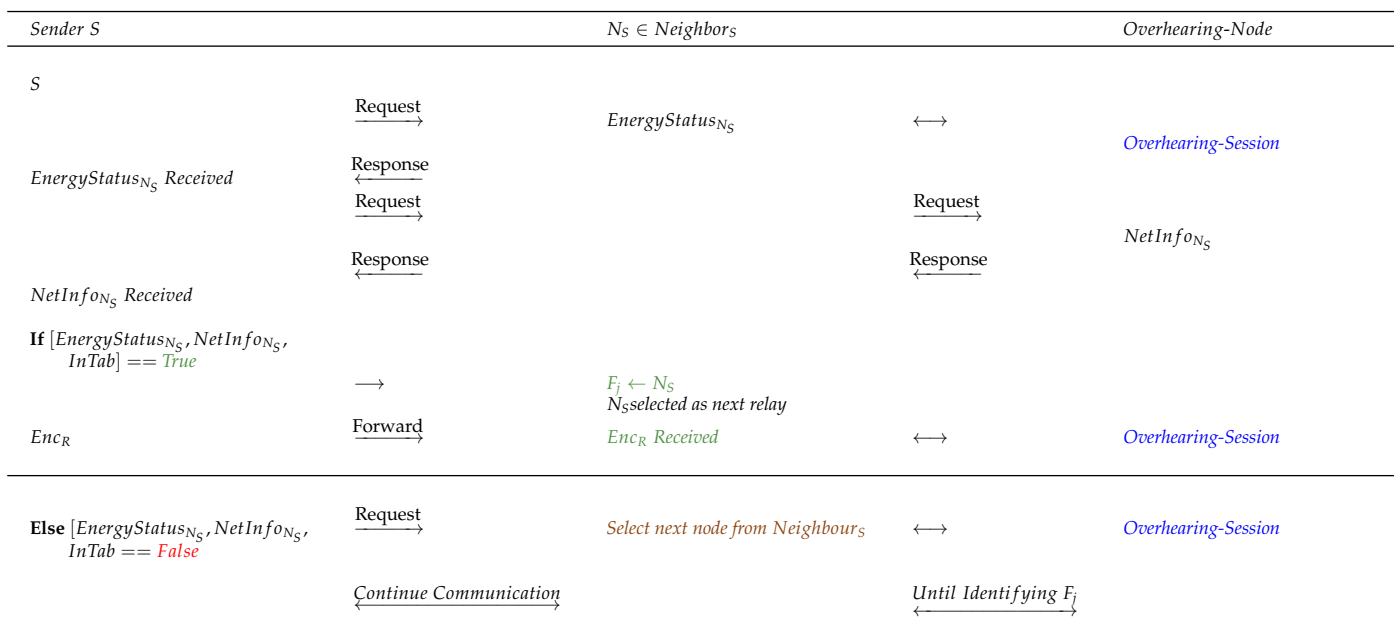 Sender S N_S ∈ Neighbor_S Overhearing-Node
S
Request
⟶ EnergyStatus_{N_S} ⟷
Overhearing-Session
Response
EnergyStatus_{N_S} Received ⟵
Request Request
⟶ ⟶
NetInfo_{N_S}
Response Response
⟵ ⟵
NetInfo_{N_S} Received
If [EnergyStatus_{N_S}, NetInfo_{N_S},
InTab] == True
⟶ F_j ← N_S
N_S selected as next relay
Enc_R Forward ⟶ Enc_R Received ⟷ Overhearing-Session
Else [EnergyStatus_{N_S}, NetInfo_{N_S}, Request ⟶ Select next node from Neighbour_S ⟷ Overhearing-Session
InTab == False
Continue Communication Until Identifying F_j
⟷ ⟷